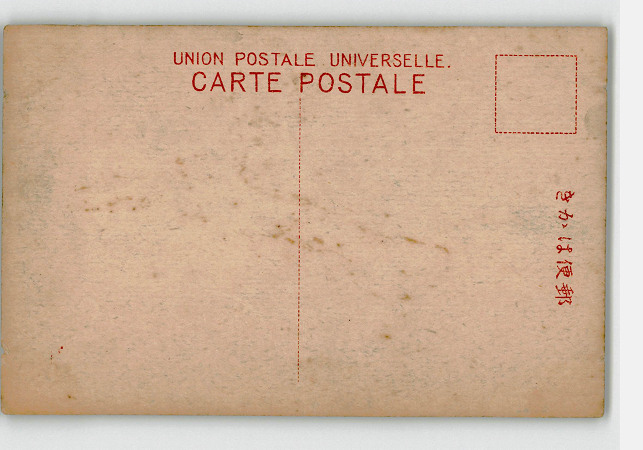 UNION POSTALE UNIVERSELLE.
CARTE POSTALE
郵便はかき